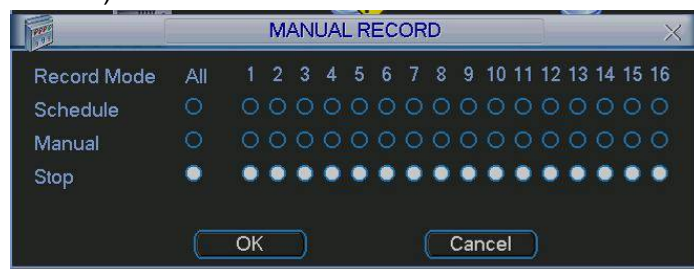 MANUAL RECORD
Record Mode All 1 2 3 4 5 6 7 8 9 10 11 12 13 14 15 16
Schedule
Manual
Stop
OK Cancel